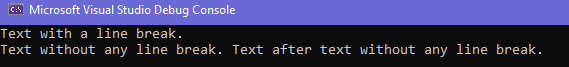 Microsoft Visual Studio Debug Console
Text with a line break.
Text without any line break. Text after text without any line break.